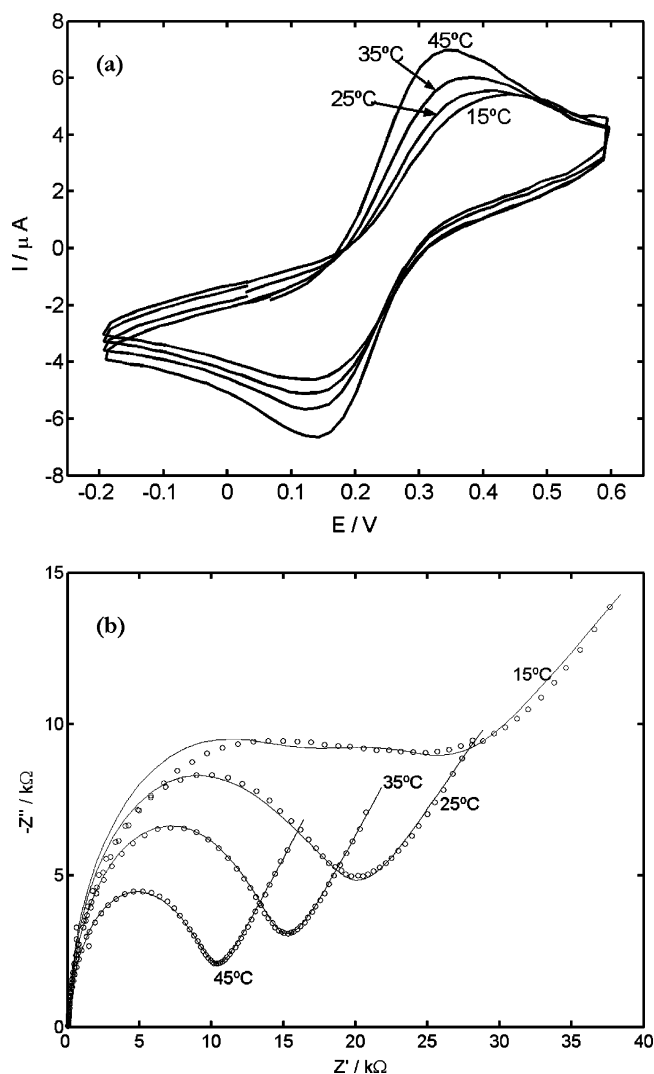 (a)
45ºC
35ºC
25ºC
15ºC
8
6
4
2
0
-2
-4
-6
-8
I / μ A
-0.2 -0.1 0 0.1 0.2 0.3 0.4 0.5 0.6
E / V
(b)
15ºC
35ºC
25ºC
45ºC
15
10
5
0
-Z'' / kΩ
0 5 10 15 20 25 30 35 40
Z' / kΩ